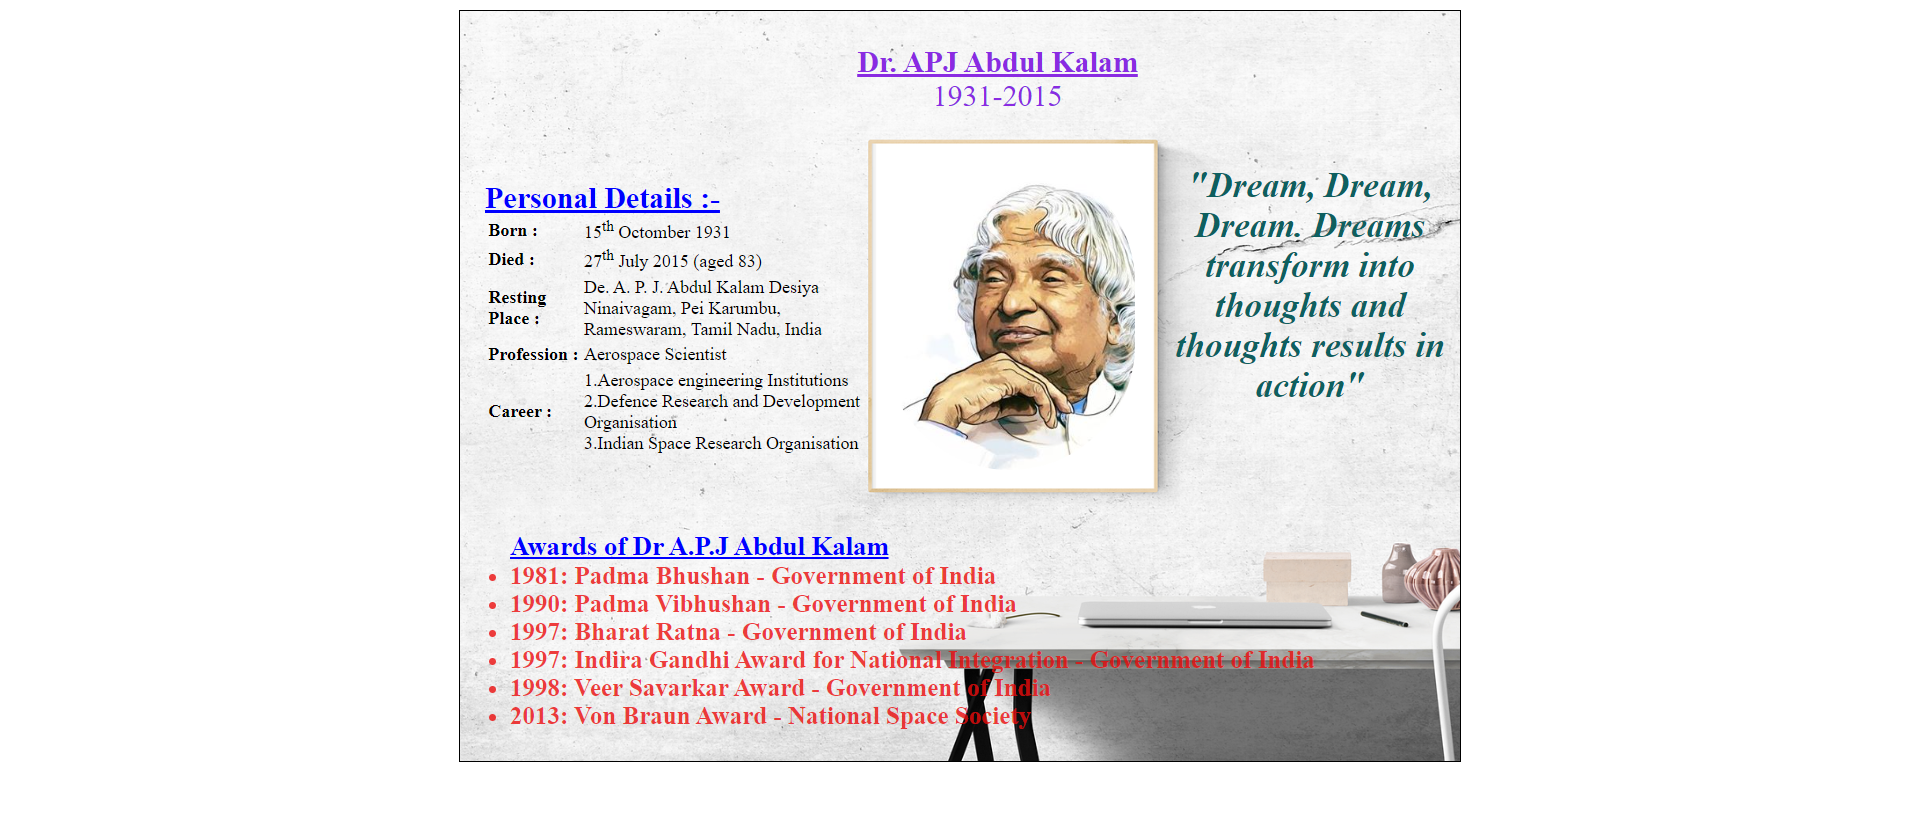 Dr. APJ Abdul Kalam
1931-2015
Personal Details :-
Born : 15th Octomber 1931
Died : 27th July 2015 (aged 83)
Resting Place : De. A. P. J. Abdul Kalam Desiya
Ninaivagam, Pei Karumbu,
Rameswaram, Tamil Nadu, India
Profession : Aerospace Scientist
Career : 1.Aerospace engineering Institutions
2.Defence Research and Development
Organisation
3.Indian Space Research Organisation
"Dream, Dream,
Dream. Dreams
transform into
thoughts and
thoughts results in
action"
Awards of Dr A.P.J Abdul Kalam
• 1981: Padma Bhushan - Government of India
• 1990: Padma Vibhushan - Government of India
• 1997: Bharat Ratna - Government of India
• 1997: Indira Gandhi Award for National Integration - Government of India
• 1998: Veer Savarkar Award - Government of India
• 2013: Von Braun Award - National Space Society